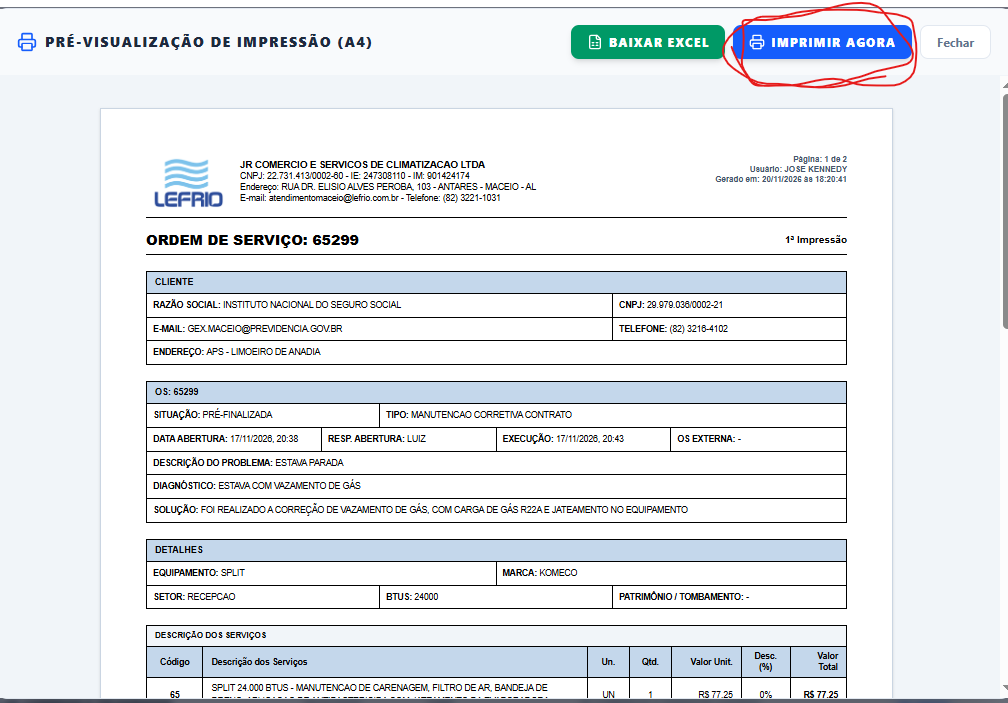 PRÉ-VISUALIZAÇÃO DE IMPRESSÃO (A4)
BAIXAR EXCEL
IMPRIMIR AGORA
Fechar
LEFRIO
JR COMERCIO E SERVICOS DE CLIMATIZACAO LTDA
CNPJ: 22.731.413/0002-60 - IE: 247308110 - IM: 901424174
Endereço: RUA DR. ELISIO ALVES PEROBA, 103 - ANTARES - MACEIO - AL
E-mail: atendimentomaceio@lefrio.com.br - Telefone: (82) 3221-1031
Página: 1 de 2
Usuário: JOSE KENNEDY
Gerado em: 20/11/2026 às 18:20:41
ORDEM DE SERVIÇO: 65299
1ª Impressão
CLIENTE
RAZÃO SOCIAL: INSTITUTO NACIONAL DO SEGURO SOCIAL
CNPJ: 29.979.036/0002-21
E-MAIL: GEX.MACEIO@PREVIDENCIA.GOV.BR
TELEFONE: (82) 3216-4102
ENDEREÇO: APS - LIMOEIRO DE ANADIA
OS: 65299
SITUAÇÃO: PRÉ-FINALIZADA
TIPO: MANUTENCAO CORRETIVA CONTRATO
DATA ABERTURA: 17/11/2026, 20:38
RESP. ABERTURA: LUIZ
EXECUÇÃO: 17/11/2026, 20:43
OS EXTERNA: -
DESCRIÇÃO DO PROBLEMA: ESTAVA PARADA
DIAGNÓSTICO: ESTAVA COM VAZAMENTO DE GÁS
SOLUÇÃO: FOI REALIZADO A CORREÇÃO DE VAZAMENTO DE GÁS, COM CARGA DE GÁS R22A E JATEAMENTO NO EQUIPAMENTO
DETALHES
EQUIPAMENTO: SPLIT
MARCA: KOMECO
SETOR: RECEPCAO
BTUS: 24000
PATRIMÔNIO / TOMBAMENTO: -
DESCRIÇÃO DOS SERVIÇOS
Código
Descrição dos Serviços
Un.
Qtd.
Valor Unit.
Desc.
(%)
Valor
Total
65
SPLIT 24.000 BTUS - MANUTENCAO DE CARENAGEM, FILTRO DE AR, BANDEJA DE
UN
1
R$ 77,25
0%
R$ 77,25